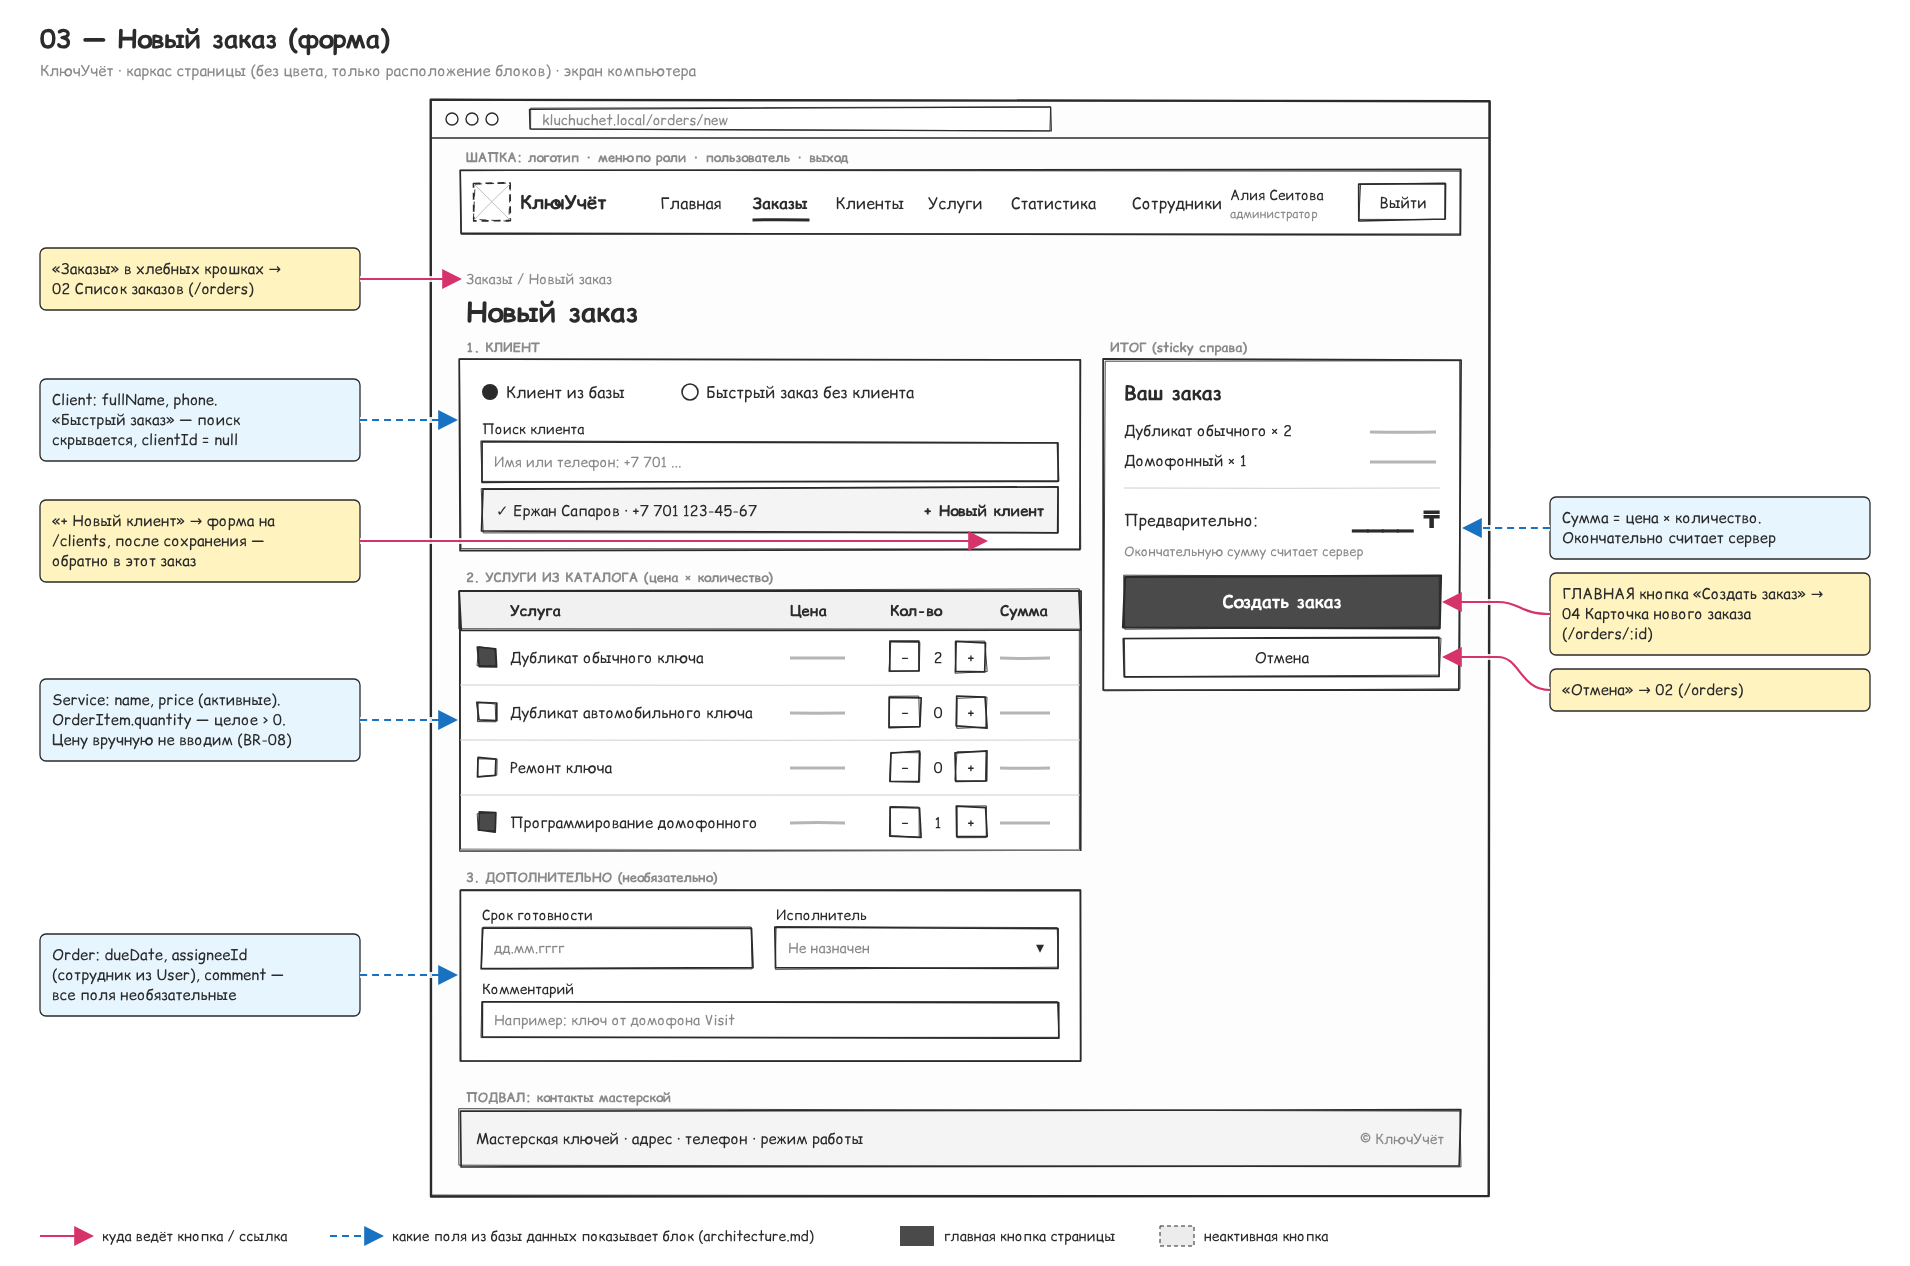 03 — Новый заказ (форма)
КлючУчёт · каркас страницы (без цвета, только расположение блоков) · экран компьютера
kluchuchet.local/orders/new
ШАПКА: логотип · меню по роли · пользователь · выход
КлючУчёт
Главная
Заказы
Клиенты
Услуги
Статистика
Сотрудники
Алия Сеитова
администратор
Выйти
«Заказы» в хлебных крошках →
02 Список заказов (/orders)
Заказы / Новый заказ
Новый заказ
1. КЛИЕНТ
Клиент из базы
Быстрый заказ без клиента
Поиск клиента
Имя или телефон: +7 701 ...
✓ Ержан Сапаров · +7 701 123-45-67
+ Новый клиент
Client: fullName, phone.
«Быстрый заказ» — поиск
скрывается, clientId = null
«+ Новый клиент» → форма на
/clients, после сохранения —
обратно в этот заказ
ИТОГ (sticky справа)
Ваш заказ
Дубликат обычного × 2
Домофонный × 1
Предварительно:
₸
Окончательную сумму считает сервер
Создать заказ
Отмена
Сумма = цена × количество.
Окончательно считает сервер
ГЛАВНАЯ кнопка «Создать заказ» →
04 Карточка нового заказа
(/orders/:id)
«Отмена» → 02 (/orders)
2. УСЛУГИ ИЗ КАТАЛОГА (цена × количество)
Услуга
Цена
Кол-во
Сумма
Дубликат обычного ключа
– 2 +
Дубликат автомобильного ключа
– 0 +
Ремонт ключа
– 0 +
Программирование домофонного
– 1 +
Service: name, price (активные).
OrderItem.quantity — целое > 0.
Цену вручную не вводим (BR-08)
3. ДОПОЛНИТЕЛЬНО (необязательно)
Срок готовности
Исполнитель
дд.мм.гггг
Не назначен
▼
Комментарий
Например: ключ от домофона Visit
Order: dueDate, assigneeId
(сотрудник из User), comment —
все поля необязательные
ПОДВАЛ: контакты мастерской
Мастерская ключей · адрес · телефон · режим работы
© КлючУчёт
куда ведёт кнопка / ссылка
какие поля из базы данных показывает блок (architecture.md)
главная кнопка страницы
неактивная кнопка